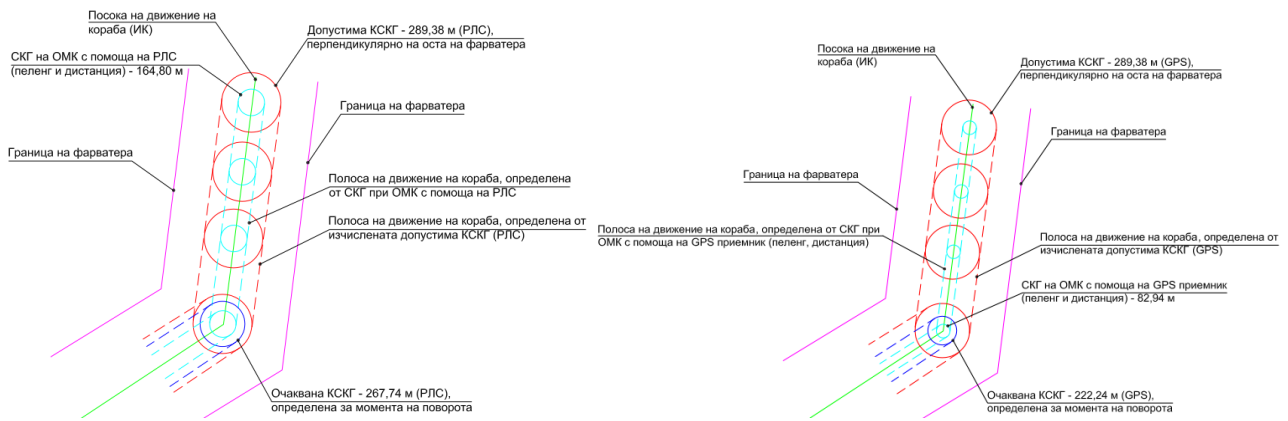 Посока на движение на
кораба (ИК)
Допустима КСКГ - 289,38 м (РЛС),
перпендикулярно на оста на фарватера
СКГ на ОМК с помоща на РЛС
(пеленг и дистанция) - 164,80 м
Граница на фарватера
Граница на фарватера
Полоса на движение на кораба, определена
от СКГ при ОМК с помоща на РЛС
Полоса на движение на кораба, определена от
изчислената допустима КСКГ (РЛС)
Очаквана КСКГ - 267,74 м (РЛС),
определена за момента на поворота
Посока на движение на
кораба (ИК)
Допустима КСКГ - 289,38 м (GPS),
перпендикулярно на оста на фарватера
Граница на фарватера
Граница на фарватера
Полоса на движение на кораба, определена от СКГ при
ОМК с помоща на GPS приемник (пеленг, дистанция)
Полоса на движение на кораба, определена от
изчислената допустима КСКГ (GPS)
СКГ на ОМК с помоща на GPS приемник
(пеленг и дистанция) - 82,94 м
Очаквана КСКГ - 222,24 м (GPS),
определена за момента на поворота